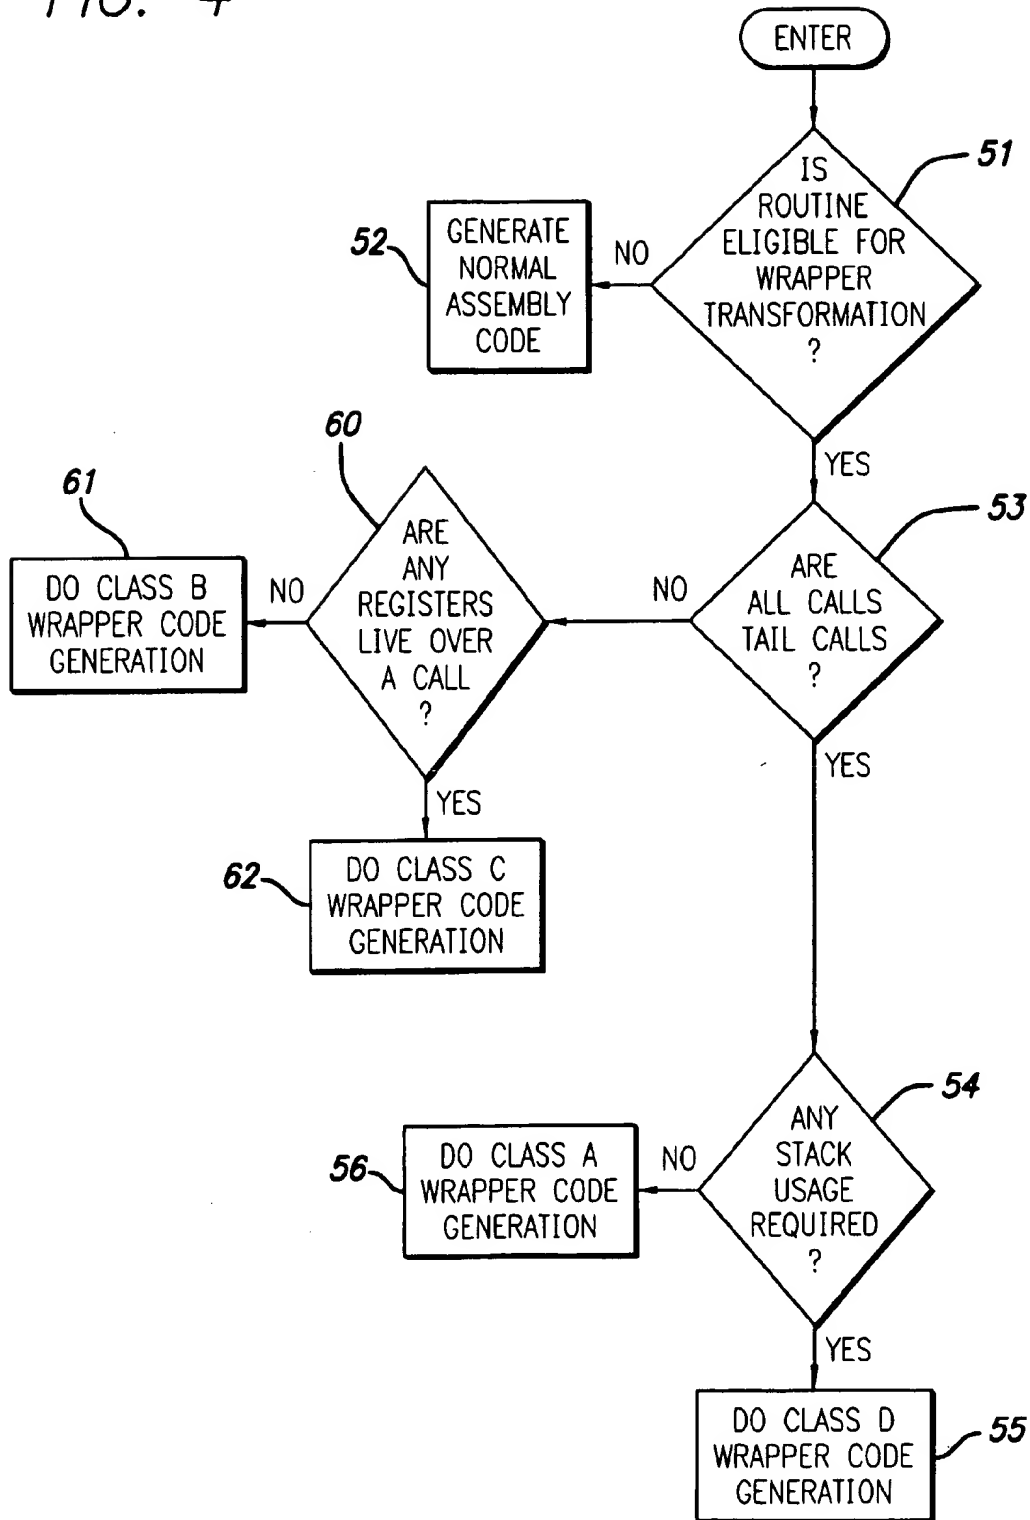 FIG. 4
ENTER
IS
ROUTINE
ELIGIBLE FOR
WRAPPER
TRANSFORMATION
?
51
NO
52
GENERATE
NORMAL
ASSEMBLY
CODE
YES
ARE
ALL CALLS
TAIL CALLS
?
53
NO
60
ARE
ANY
REGISTERS
LIVE OVER
A CALL
?
NO
61
DO CLASS B
WRAPPER CODE
GENERATION
YES
62
DO CLASS C
WRAPPER CODE
GENERATION
YES
ANY
STACK
USAGE
REQUIRED
?
54
NO
56
DO CLASS A
WRAPPER CODE
GENERATION
YES
DO CLASS D
WRAPPER CODE
GENERATION
55